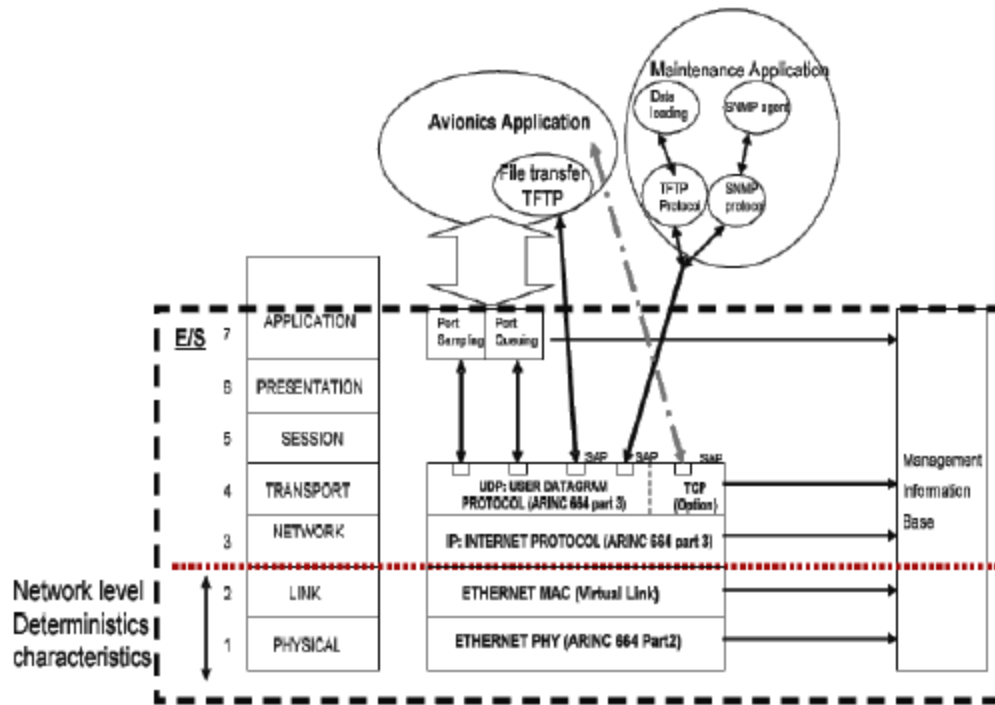 Maintenance Application
Data
loading
SNMP agent
Avionics Application
File transfer
TFTP
TFTP
Protocol
SNMP
protocol
E/S
7
APPLICATION
Port
Sampling
Port
Queuing
6
PRESENTATION
5
SESSION
SAP
SAP
SAP
4
TRANSPORT
UDP: USER DATAGRAM
PROTOCOL (ARINC 664 part 3)
TCP
(Option)
Management
Information
Base
3
NETWORK
IP: INTERNET PROTOCOL (ARINC 664 part 3)
Network level
Deterministics
characteristics
2
LINK
ETHERNET MAC (Virtual Link)
1
PHYSICAL
ETHERNET PHY (ARINC 664 Part2)